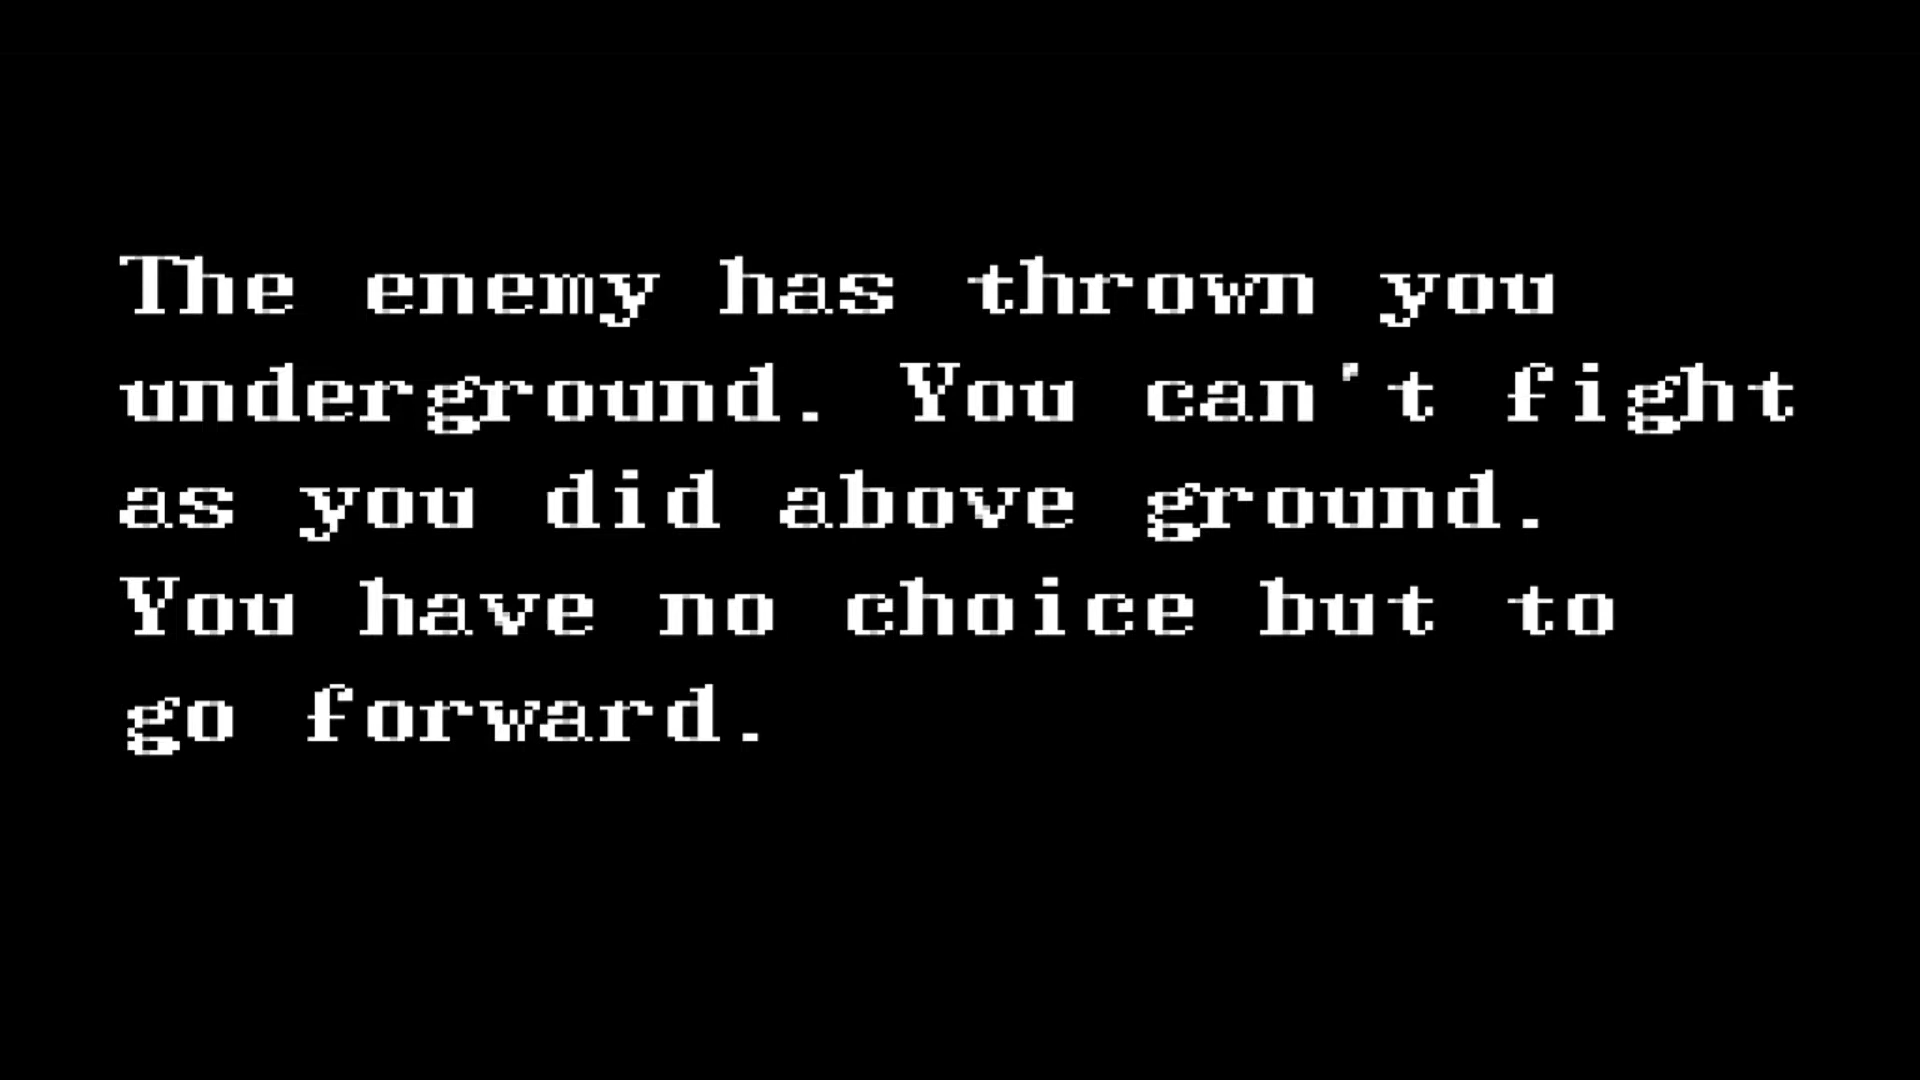 The enemy has thrown you
underground. You can't fight
as you did above ground.
You have no choice but to
go forward.